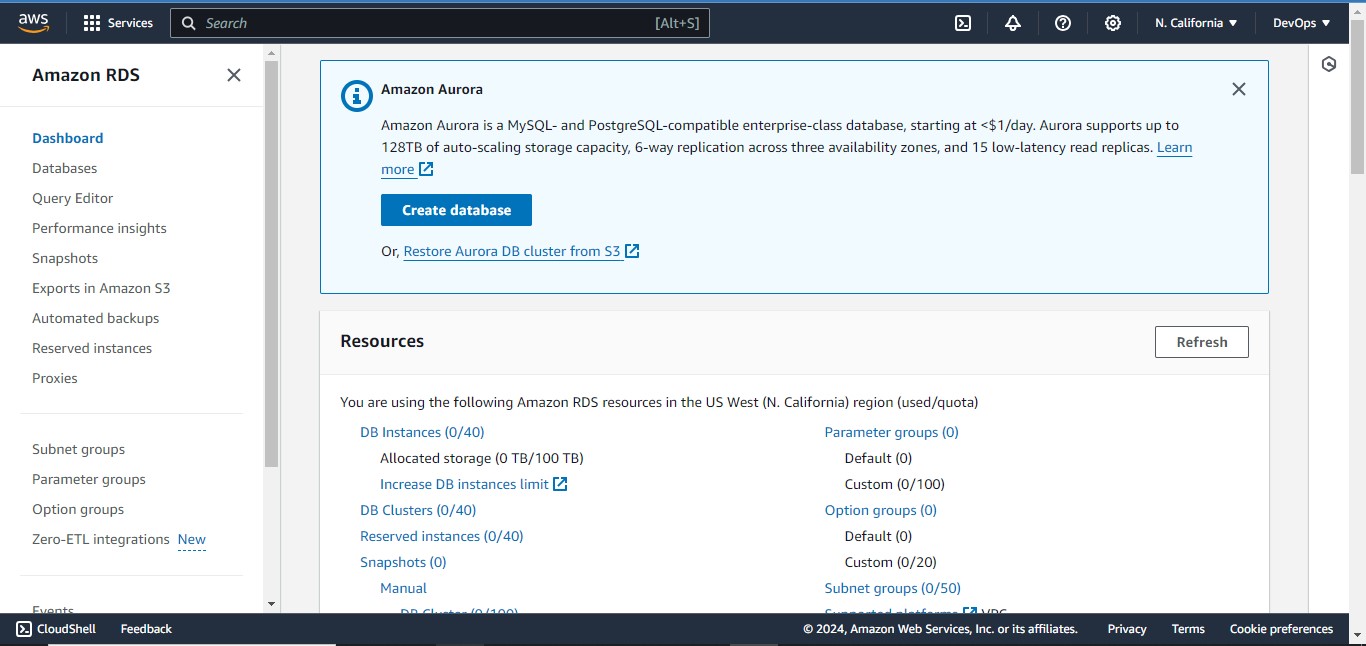 aws
Services
Search
[Alt+S]
N. California
DevOps
Amazon RDS
Dashboard
Databases
Query Editor
Performance insights
Snapshots
Exports in Amazon S3
Automated backups
Reserved instances
Proxies
Subnet groups
Parameter groups
Option groups
Zero-ETL integrations New
Events
Amazon Aurora
Amazon Aurora is a MySQL- and PostgreSQL-compatible enterprise-class database, starting at <$1/day. Aurora supports up to
128TB of auto-scaling storage capacity, 6-way replication across three availability zones, and 15 low-latency read replicas. Learn
more
Create database
Or, Restore Aurora DB cluster from S3
Resources
Refresh
You are using the following Amazon RDS resources in the US West (N. California) region (used/quota)
DB Instances (0/40)
Allocated storage (0 TB/100 TB)
Increase DB instances limit
DB Clusters (0/40)
Reserved instances (0/40)
Snapshots (0)
Manual
DB Cluster (0/100)
Parameter groups (0)
Default (0)
Custom (0/100)
Option groups (0)
Default (0)
Custom (0/20)
Subnet groups (0/50)
Supported platforms VPC
CloudShell
Feedback
© 2024, Amazon Web Services, Inc. or its affiliates.
Privacy
Terms
Cookie preferences